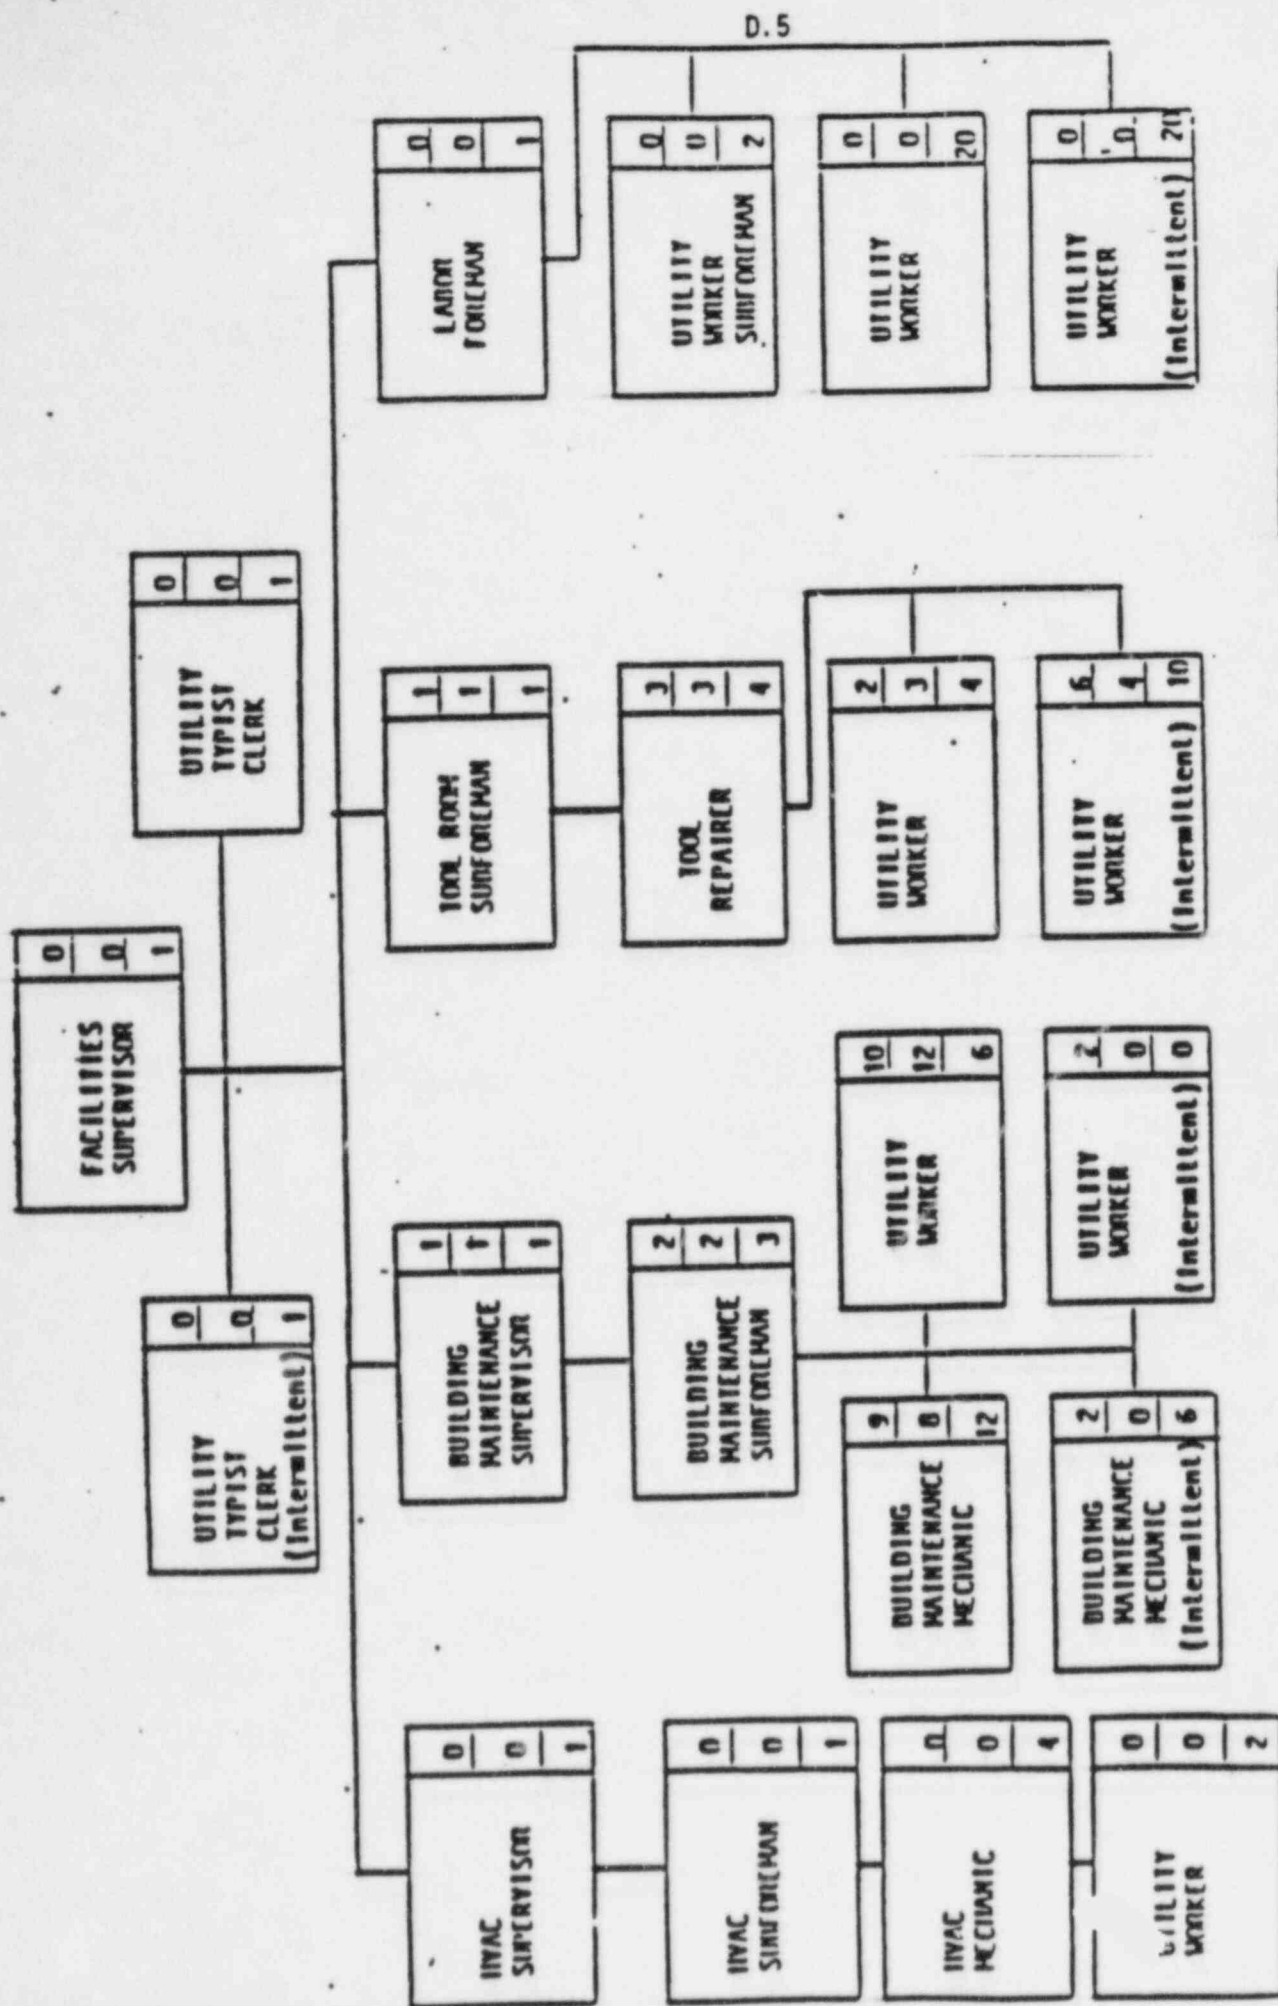 D.5
FACILITIES
SUPERVISOR
0
0
1
UTILITY
TYPIST
CLERK
(Intermittent)
0
0
1
UTILITY
TYPIST
CLERK
0
0
1
HVAC
SUPERVISOR
0
0
1
HVAC
SUBFOREMAN
0
0
1
HVAC
MECHANIC
0
0
4
UTILITY
WORKER
0
0
2
BUILDING
MAINTENANCE
SUPERVISOR
1
1
1
BUILDING
MAINTENANCE
SUBFOREMAN
2
2
3
BUILDING
MAINTENANCE
MECHANIC
9
8
12
UTILITY
WORKER
10
12
6
BUILDING
MAINTENANCE
MECHANIC
(Intermittent)
2
0
6
UTILITY
WORKER
(Intermittent)
2
0
0
TOOL ROOM
SUBFOREMAN
1
1
1
TOOL
REPAIRER
3
3
4
UTILITY
WORKER
2
3
4
UTILITY
WORKER
(Intermittent)
6
4
10
LABOR
FOREMAN
0
0
1
UTILITY
WORKER
SUBFOREMAN
0
0
2
UTILITY
WORKER
0
0
20
UTILITY
WORKER
(Intermittent)
0
0
20